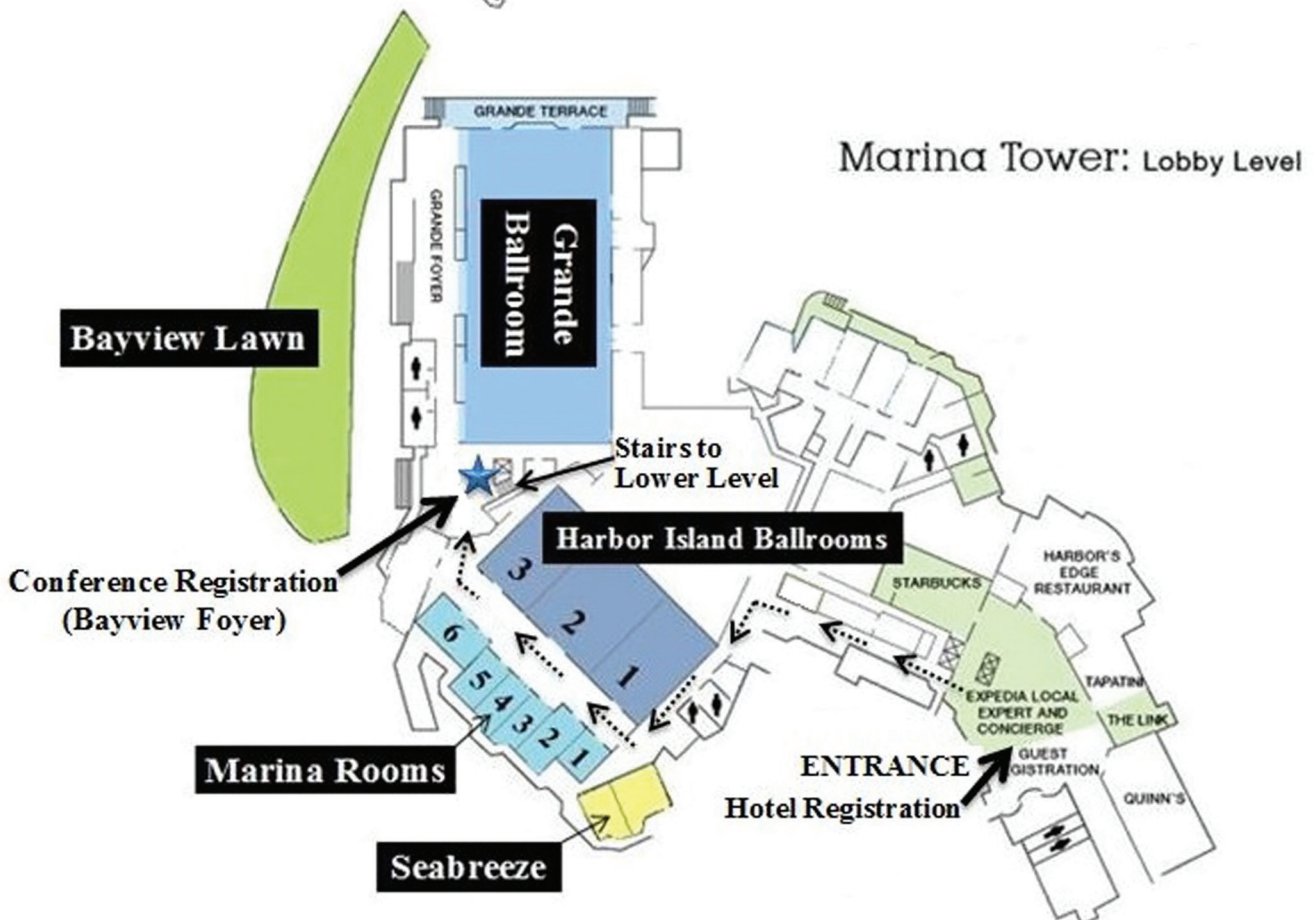 Marina Tower: Lobby Level
GRANDE TERRACE
GRANDE FOYER
Grande
Ballroom
Bayview Lawn
Stairs to
Lower Level
Harbor Island Ballrooms
3
2
1
Conference Registration
(Bayview Foyer)
STARBUCKS
HARBOR'S
EDGE
RESTAURANT
TAPATINI
THE LINK
EXPEDIA LOCAL
EXPERT AND
CONCIERGE
GUEST
GISTRATION
QUINN'S
ENTRANCE
Hotel Registration
6
5
4
3
2
1
Marina Rooms
Seabreeze